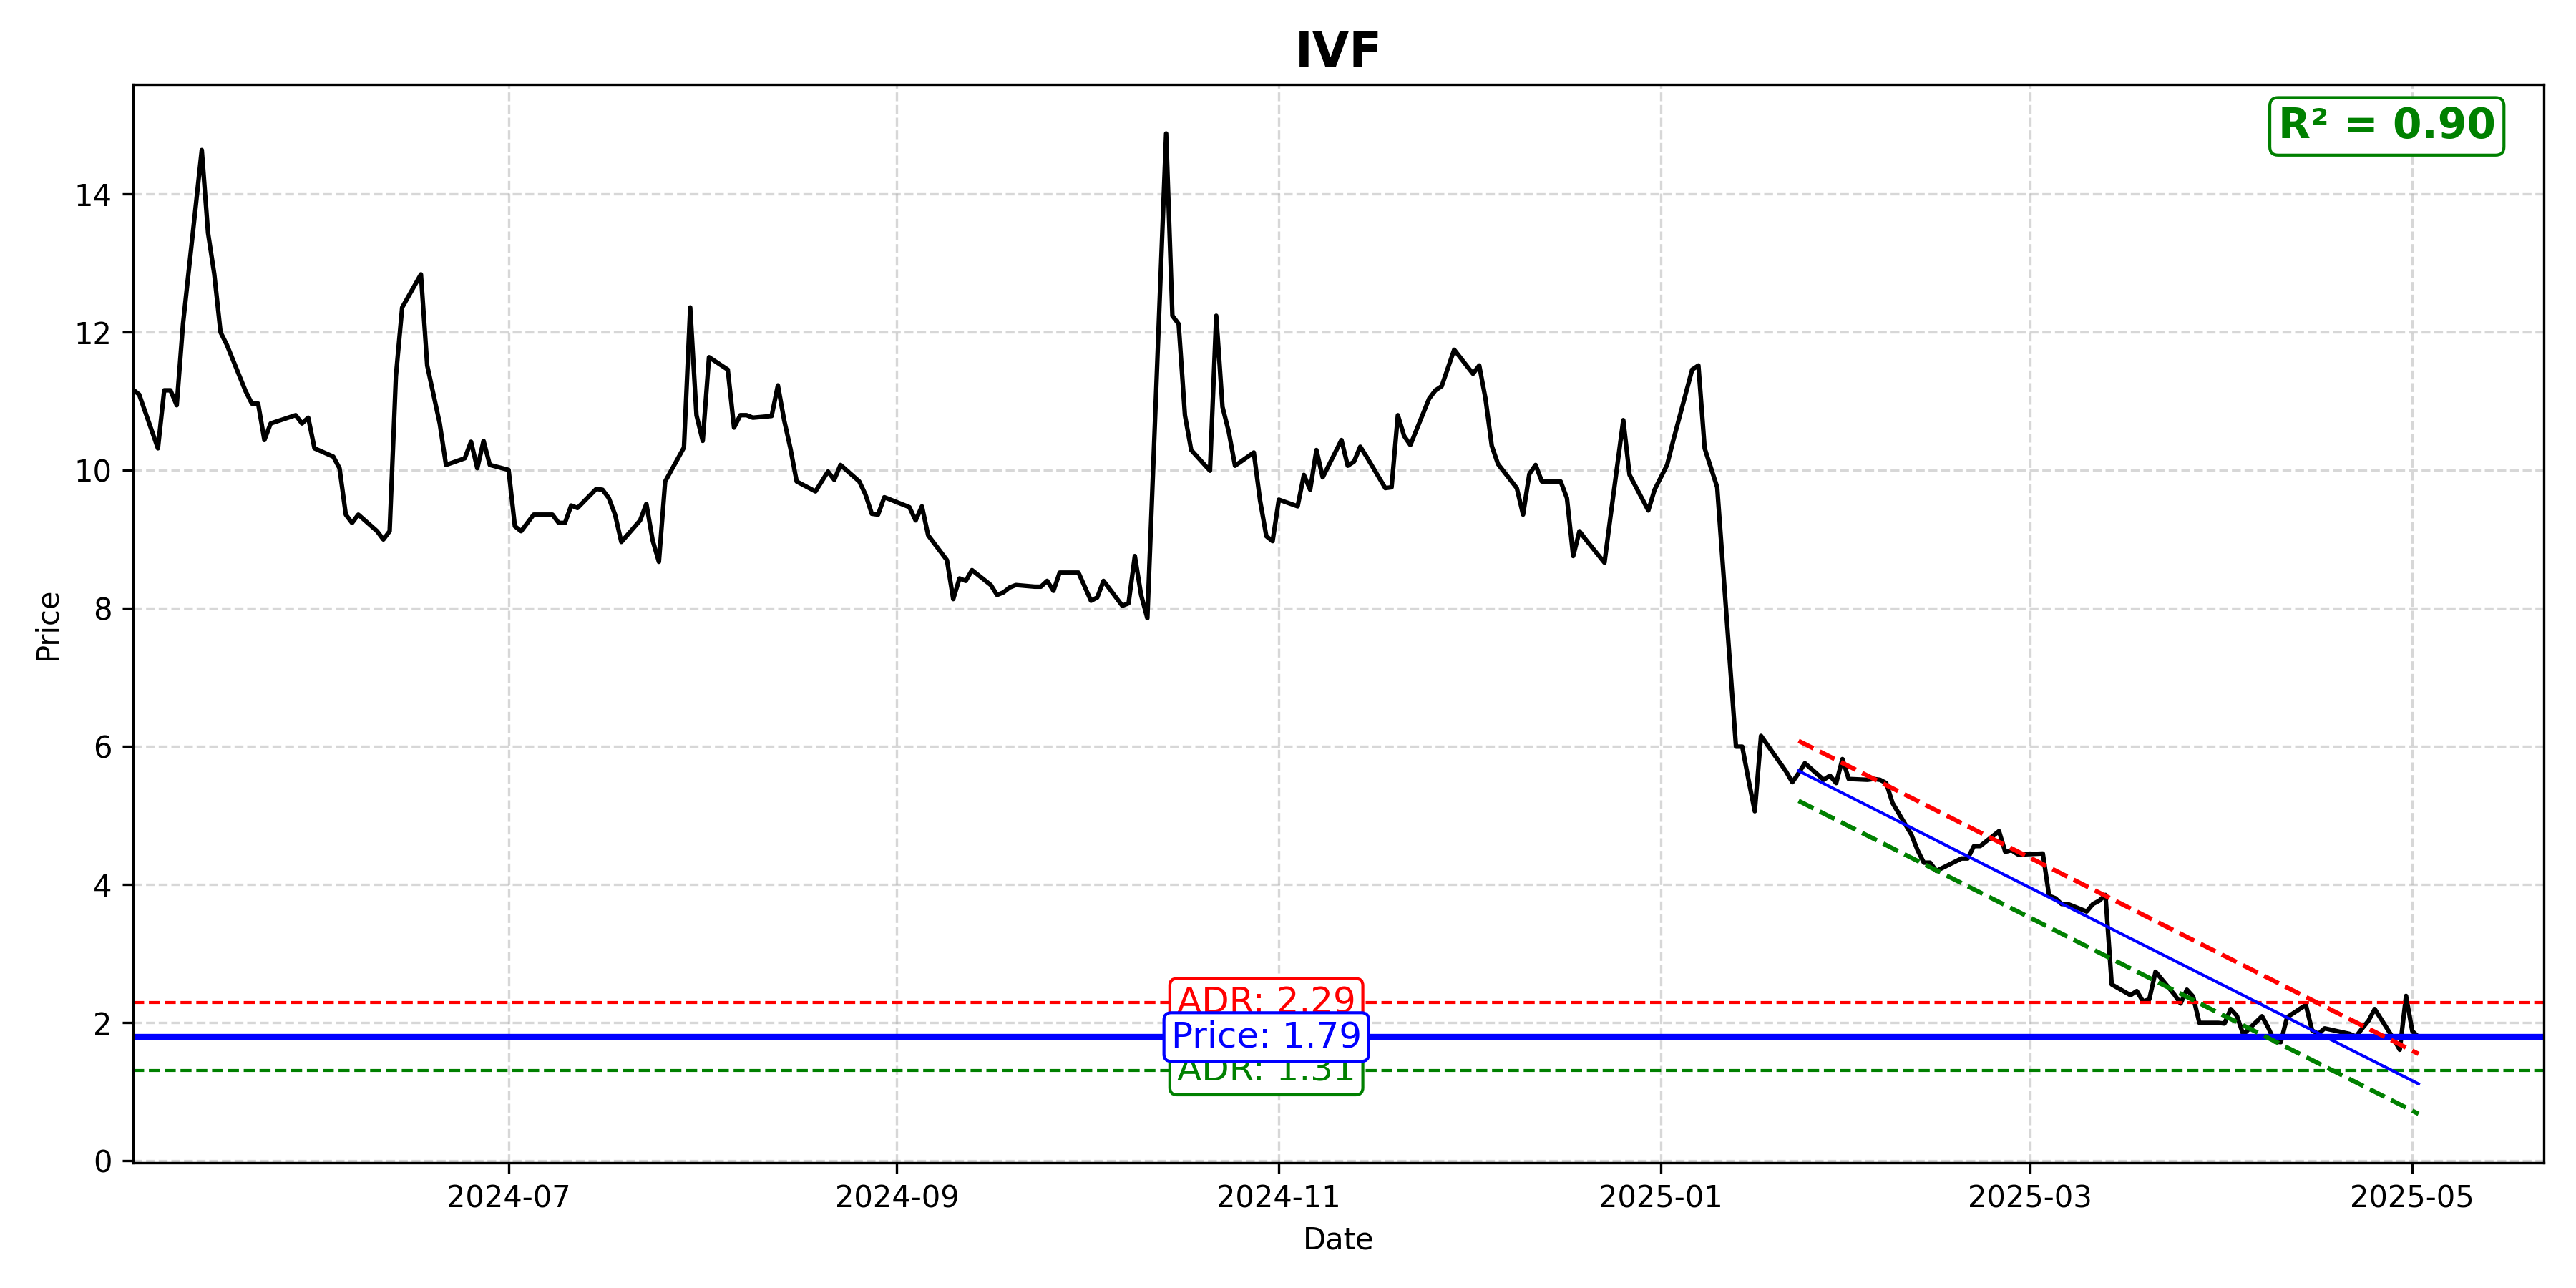 IVF
R² = 0.90
14
12
10
8
6
4
2
0
Price
ADR: 2.29
Price: 1.79
ADR: 1.31
2024-07
2024-09
2024-11
2025-01
2025-03
2025-05
Date